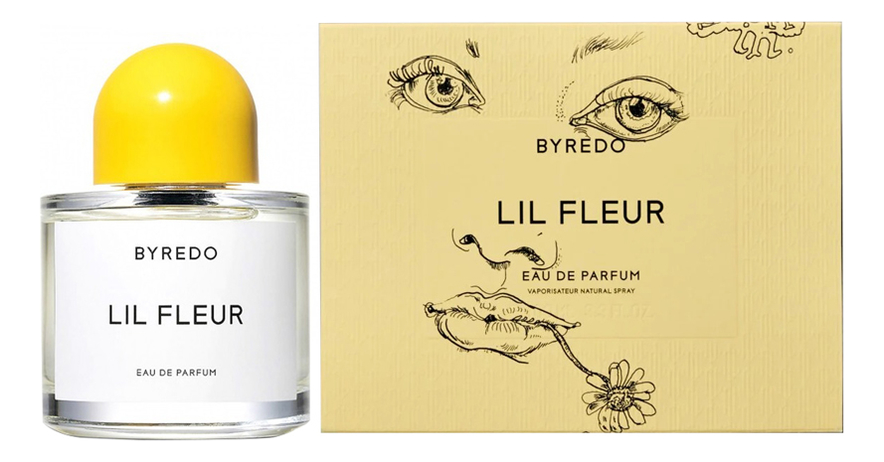 BYREDO
LIL FLEUR
EAU DE PARFUM
BYREDO
LIL FLEUR
EAU DE PARFUM
VAPORISATEUR NATURAL SPRAY